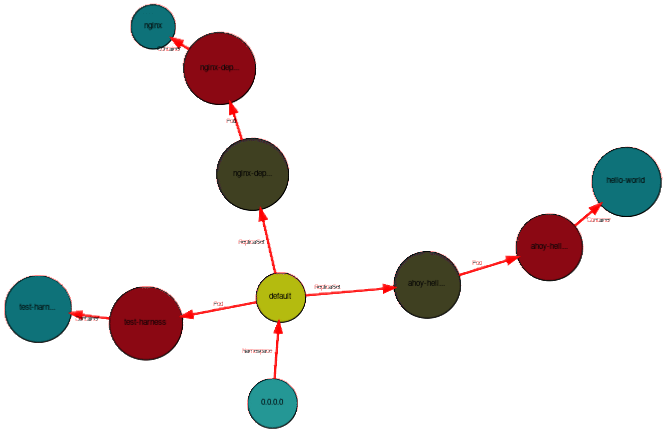 nginx
Container
nginx-dep...
Pod
nginx-dep...
hello-world
Container
ReplicaSet
ahoy-hell...
Pod
ahoy-hell...
ReplicaSet
default
test-harn...
Container
test-harness
Pod
Namespace
0.0.0.0